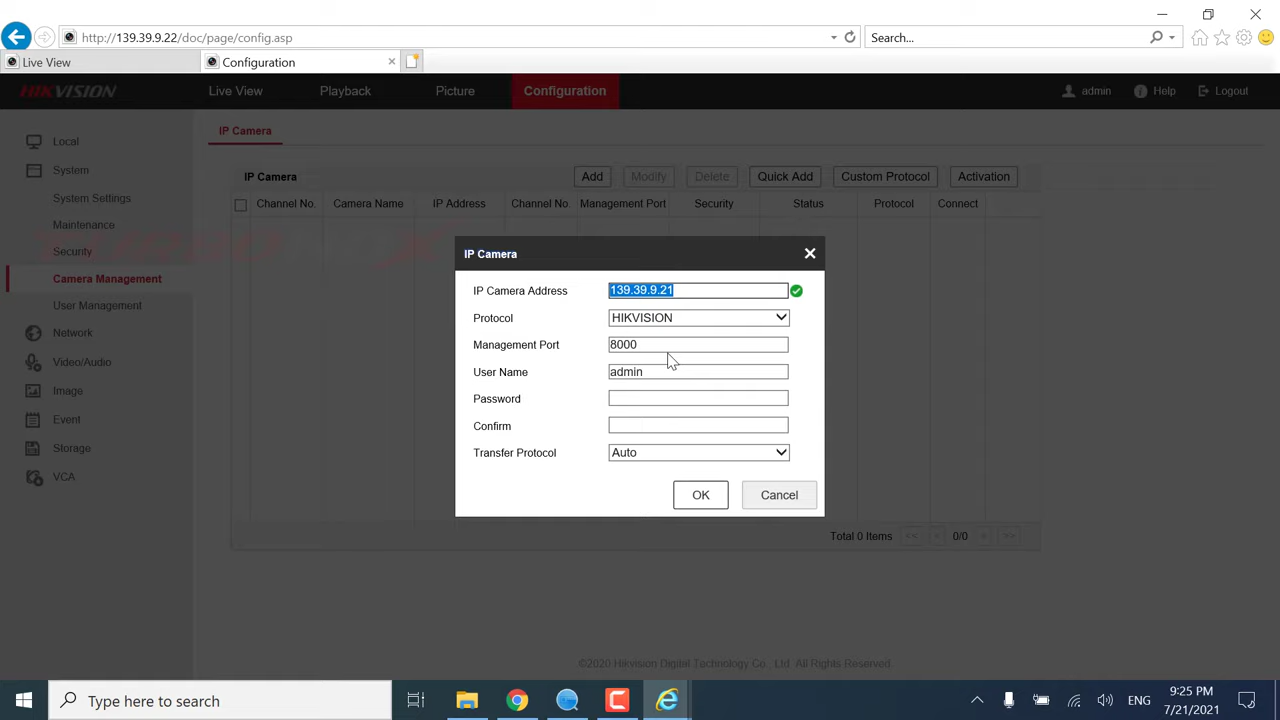 http://139.39.9.22/doc/page/config.asp
Search...
Live View
Configuration
HIKVISION
Live View
Playback
Picture
Configuration
admin
Help
Logout
Local
System
System Settings
Maintenance
Security
Camera Management
User Management
Network
Video/Audio
Image
Event
Storage
VCA
IP Camera
IP Camera
Add
Modify
Delete
Quick Add
Custom Protocol
Activation
Channel No.
Camera Name
IP Address
Channel No.
Management Port
Security
Status
Protocol
Connect
IP Camera
IP Camera Address
139.39.9.21
Protocol
HIKVISION
Management Port
8000
User Name
admin
Password
Confirm
Transfer Protocol
Auto
OK
Cancel
Total 0 Items
<<
<
0/0
>
>>
©2020 Hikvision Digital Technology Co., Ltd. All Rights Reserved.
Type here to search
ENG
9:25 PM
7/21/2021